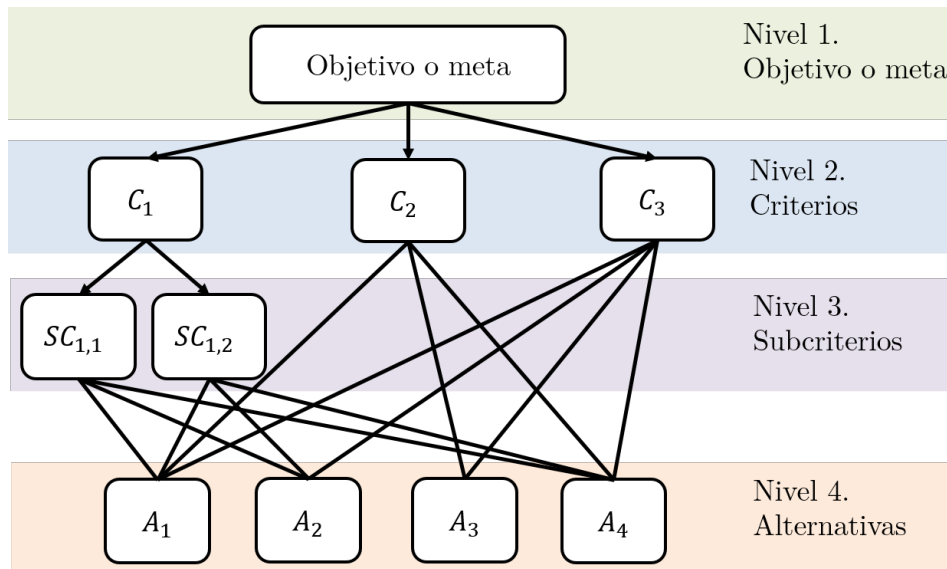 Objetivo o meta
Nivel 1.
Objetivo o meta
C₁
C₂
C₃
Nivel 2.
Criterios
SC₁,₁
SC₁,₂
Nivel 3.
Subcriterios
A₁
A₂
A₃
A₄
Nivel 4.
Alternativas